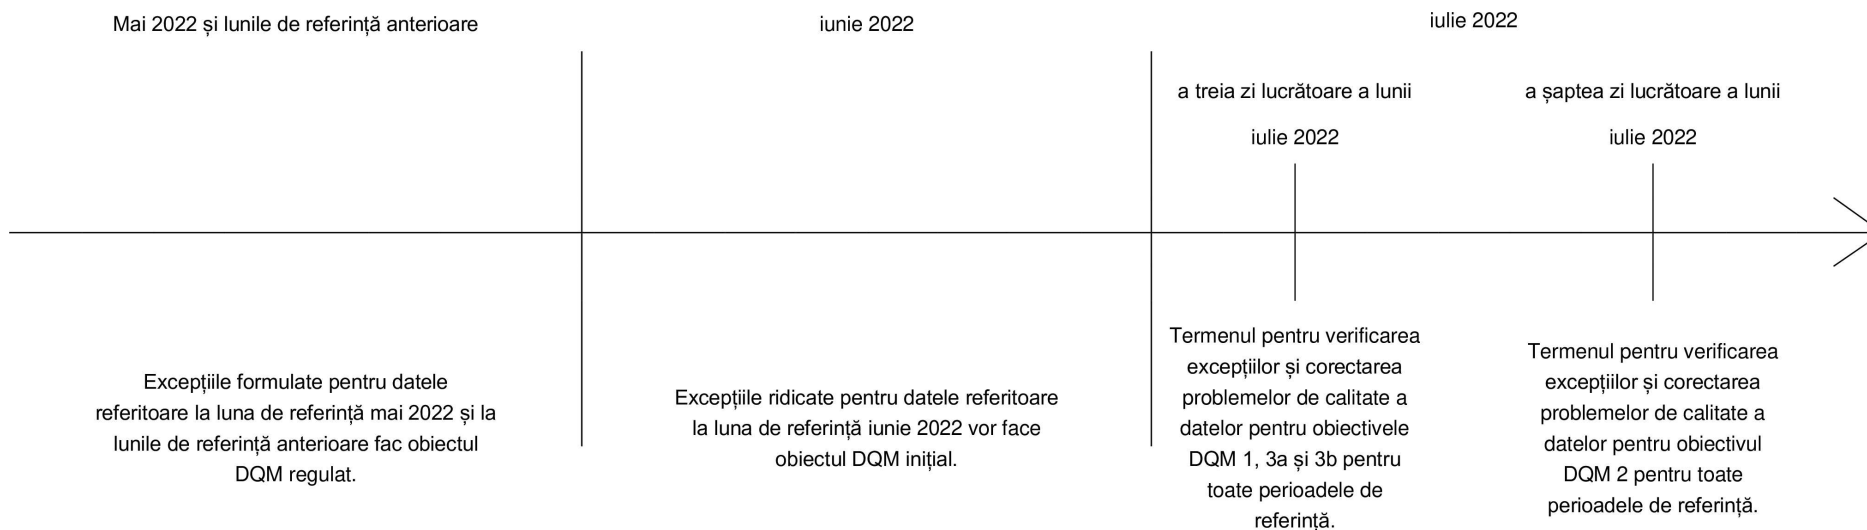 Mai 2022 și lunile de referință anterioare
iunie 2022
iulie 2022
a treia zi lucrătoare a lunii
iulie 2022
a șaptea zi lucrătoare a lunii
iulie 2022
Excepțiile formulate pentru datele
referitoare la luna de referință mai 2022 și la
lunile de referință anterioare fac obiectul
DQM regulat.
Excepțiile ridicate pentru datele referitoare
la luna de referință iunie 2022 vor face
obiectul DQM inițial.
Termenul pentru verificarea
excepțiilor și corectarea
problemelor de calitate a
datelor pentru obiectivele
DQM 1, 3a și 3b pentru
toate perioadele de
referință.
Termenul pentru verificarea
excepțiilor și corectarea
problemelor de calitate a
datelor pentru obiectivul
DQM 2 pentru toate
perioadele de referință.